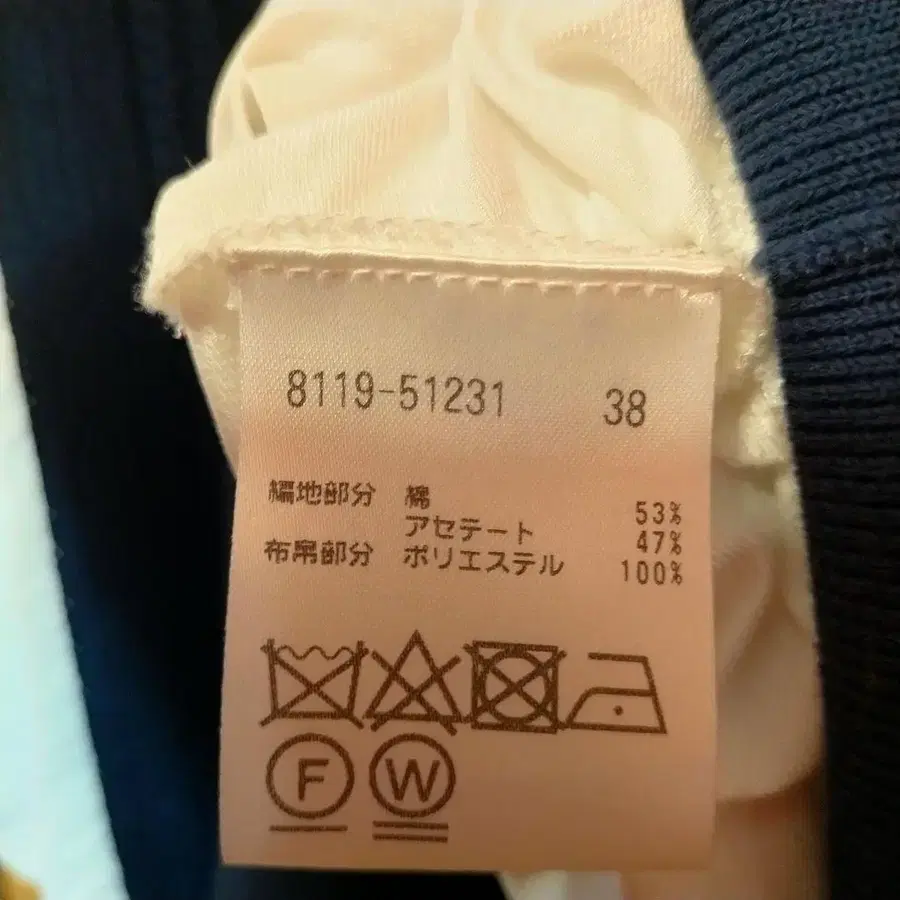 8119-51231 38
編地部分 綿 53%
アセテート 47%
布帛部分 ポリエステル 100%
F W